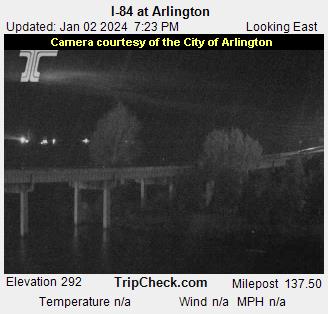 I-84 at Arlington
Updated: Jan 02 2024 7:23 PM Looking East
Camera courtesy of the City of Arlington
Elevation 292 TripCheck.com Milepost 137.50
Temperature n/a Wind n/a MPH n/a